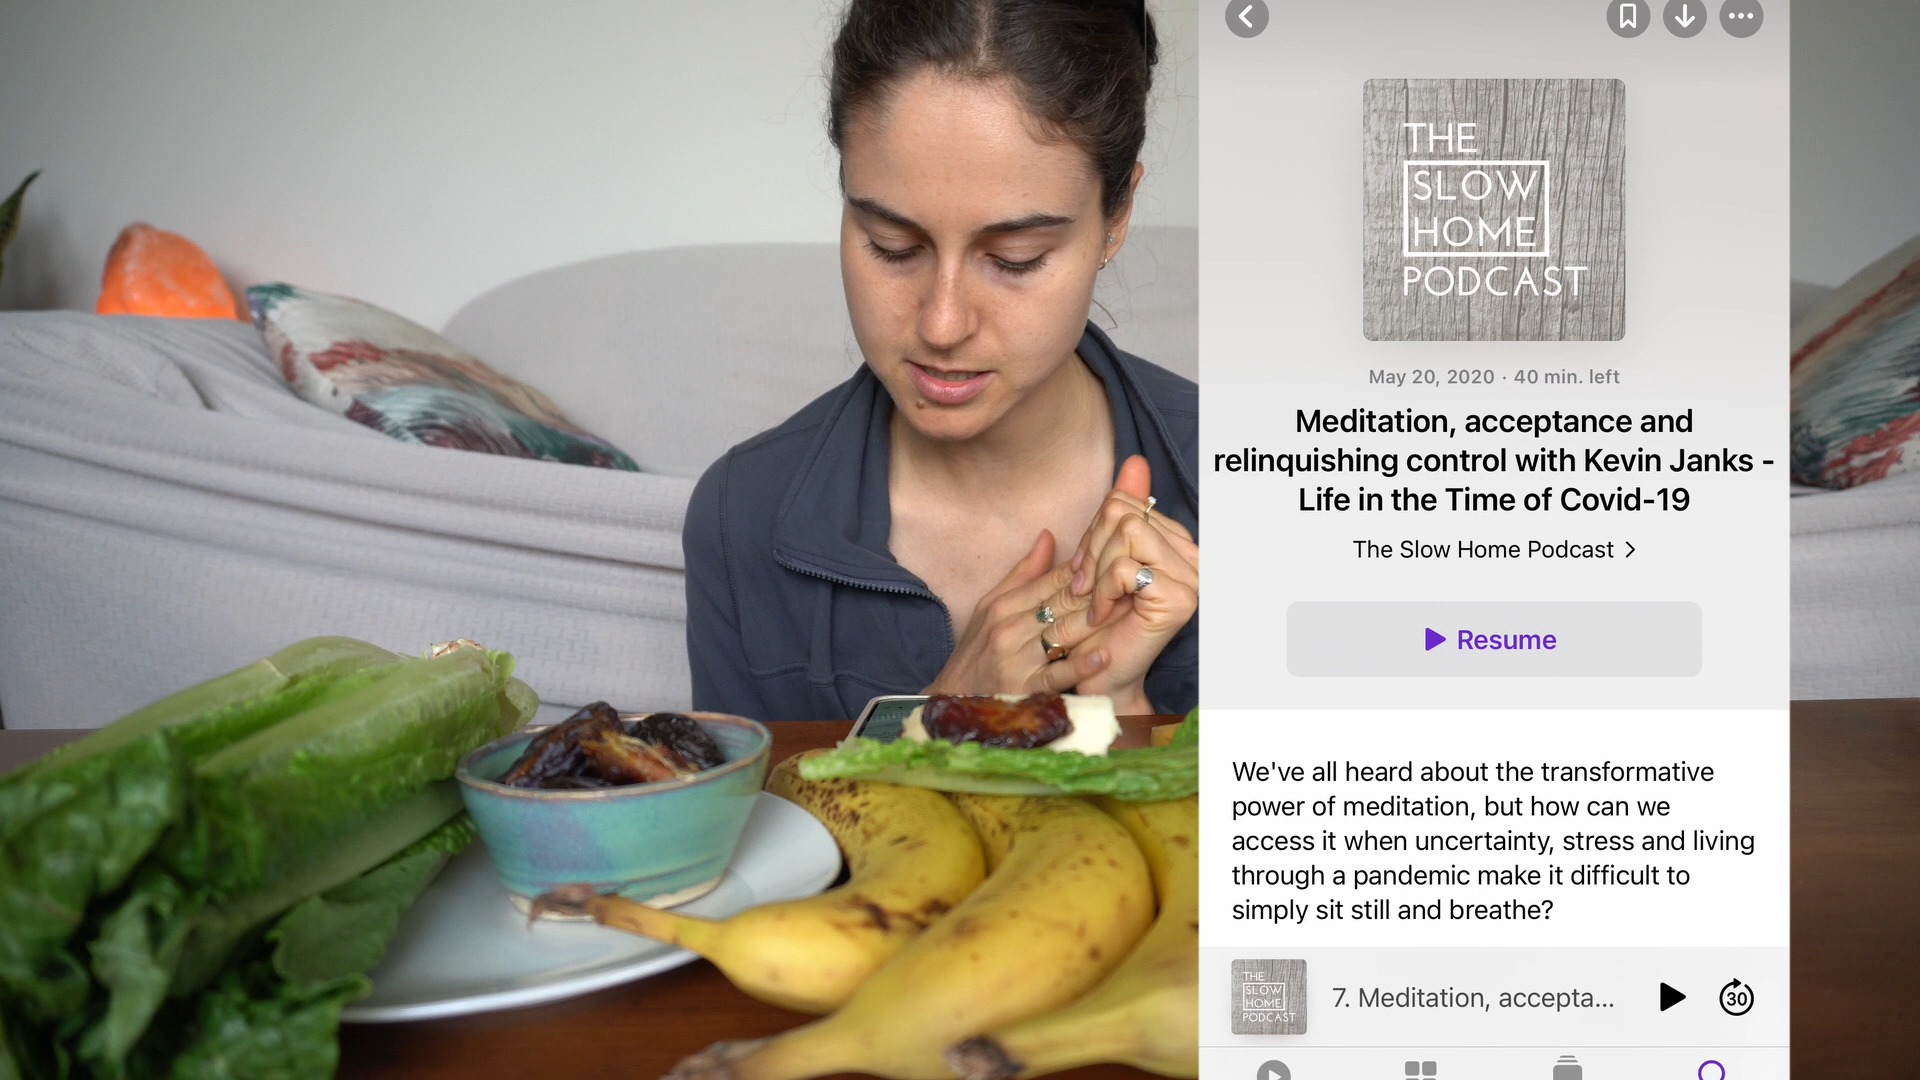 THE
SLOW
HOME
PODCAST
May 20, 2020 · 40 min. left
Meditation, acceptance and
relinquishing control with Kevin Janks -
Life in the Time of Covid-19
The Slow Home Podcast
Resume
We've all heard about the transformative
power of meditation, but how can we
access it when uncertainty, stress and living
through a pandemic make it difficult to
simply sit still and breathe?
THE
SLOW
HOME
PODCAST
7. Meditation, accepta...
30